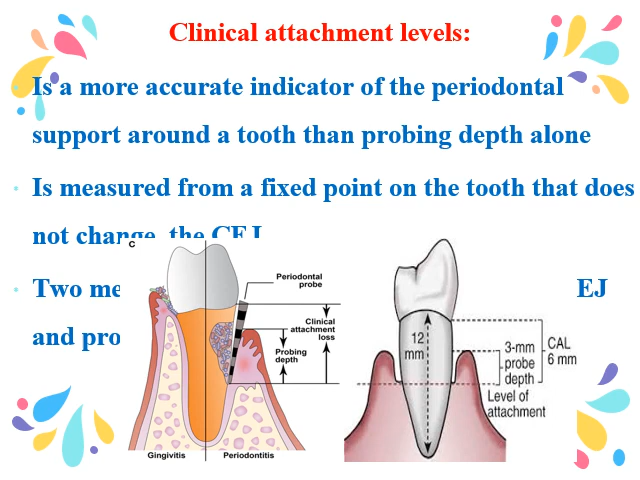 Clinical attachment levels:
• Is a more accurate indicator of the periodontal
support around a tooth than probing depth alone
• Is measured from a fixed point on the tooth that does
not change, the CEJ
• Two me EJ
and pro
C
Periodontal
probe
Clinical
attachment
loss
Probing
depth
Gingivitis
Periodontitis
12
mm
3-mm
probe
depth
CAL
6 mm
Level of
attachment